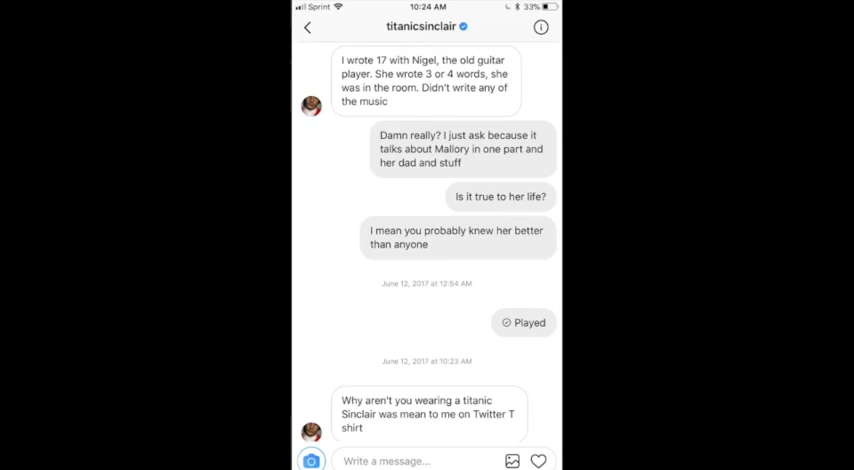 Sprint
10:24 AM
33%
titanicsinclair
I wrote 17 with Nigel, the old guitar
player. She wrote 3 or 4 words, she
was in the room. Didn't write any of
the music
Damn really? I just ask because it
talks about Mallory in one part and
her dad and stuff
Is it true to her life?
I mean you probably knew her better
than anyone
June 12, 2017 at 12:54 AM
Played
June 12, 2017 at 10:23 AM
Why aren't you wearing a titanic
Sinclair was mean to me on Twitter T
shirt
Write a message...